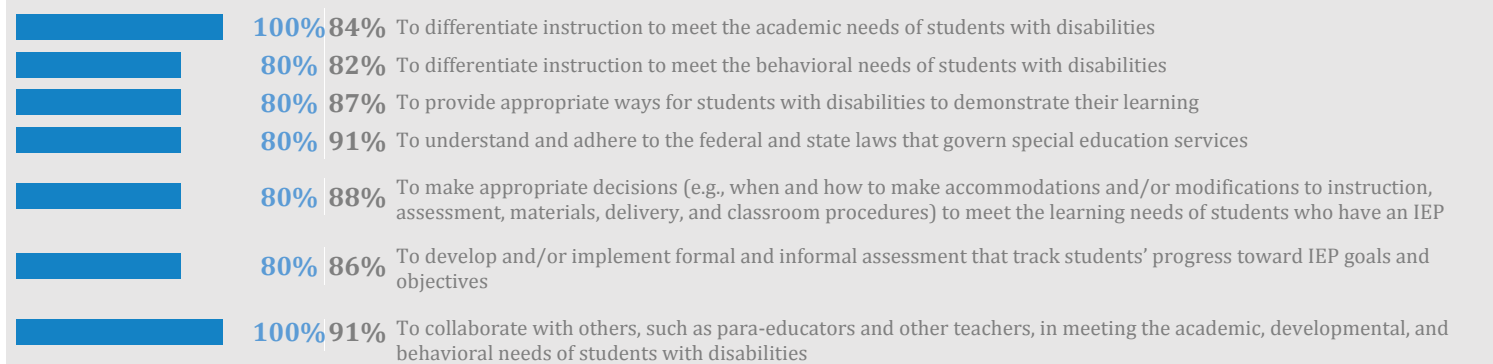 100% 84% To differentiate instruction to meet the academic needs of students with disabilities
80% 82% To differentiate instruction to meet the behavioral needs of students with disabilities
80% 87% To provide appropriate ways for students with disabilities to demonstrate their learning
80% 91% To understand and adhere to the federal and state laws that govern special education services
80% 88% To make appropriate decisions (e.g., when and how to make accommodations and/or modifications to instruction,
assessment, materials, delivery, and classroom procedures) to meet the learning needs of students who have an IEP
80% 86% To develop and/or implement formal and informal assessment that track students’ progress toward IEP goals and
objectives
100% 91% To collaborate with others, such as para-educators and other teachers, in meeting the academic, developmental, and
behavioral needs of students with disabilities